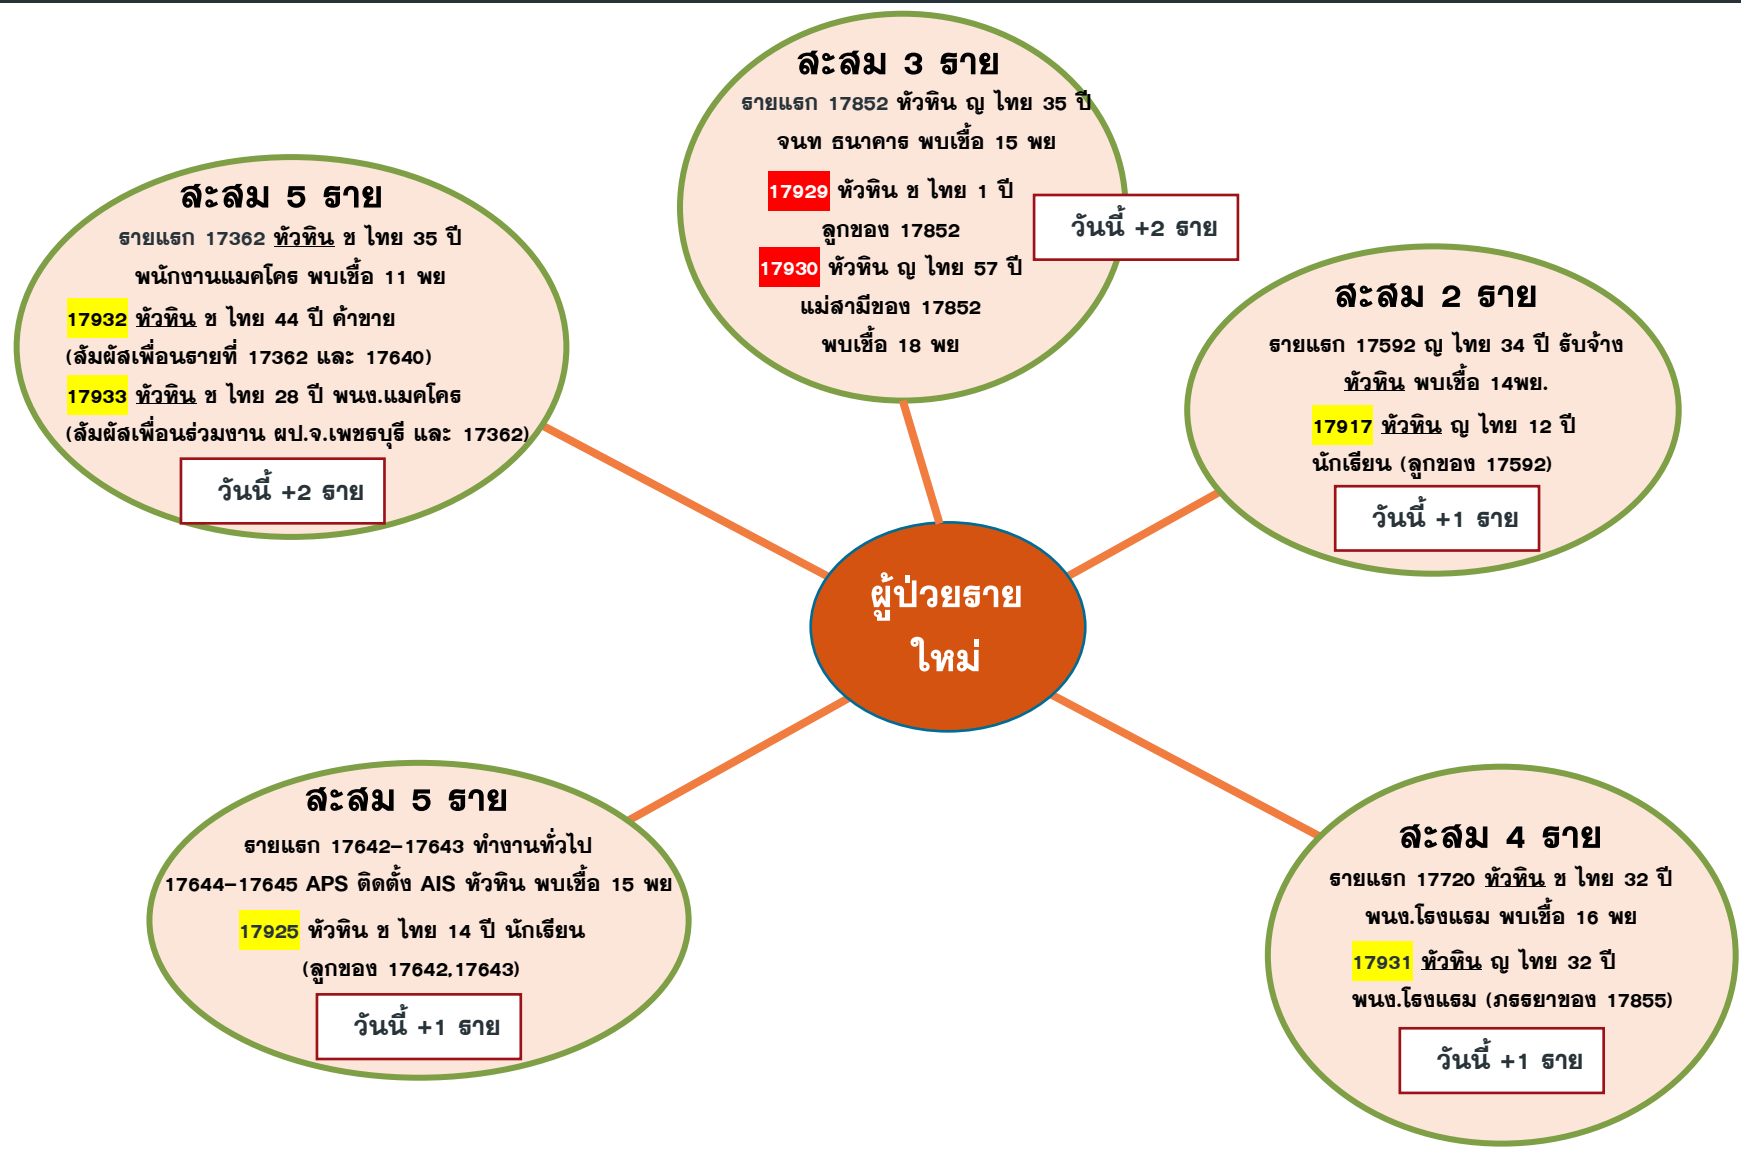 สะสม 3 ราย
รายแรก 17852 หัวหิน ญ ไทย 35 ปี
จนท ธนาคาร พบเชื้อ 15 พย
17929 หัวหิน ช ไทย 1 ปี
ลูกของ 17852
17930 หัวหิน ญ ไทย 57 ปี
แม่สามีของ 17852
พบเชื้อ 18 พย
วันนี้ +2 ราย
สะสม 5 ราย
รายแรก 17362 หัวหิน ช ไทย 35 ปี
พนักงานแมคโคร พบเชื้อ 11 พย
17932 หัวหิน ช ไทย 44 ปี ค้าขาย
(สัมผัสเพื่อนรายที่ 17362 และ 17640)
17933 หัวหิน ช ไทย 28 ปี พนง.แมคโคร
(สัมผัสเพื่อนร่วมงาน ผป.จ.เพชรบุรี และ 17362)
วันนี้ +2 ราย
สะสม 2 ราย
รายแรก 17592 ญ ไทย 34 ปี รับจ้าง
หัวหิน พบเชื้อ 14พย.
17917 หัวหิน ญ ไทย 12 ปี
นักเรียน (ลูกของ 17592)
วันนี้ +1 ราย
ผู้ป่วยราย
ใหม่
สะสม 5 ราย
รายแรก 17642–17643 ทำงานทั่วไป
17644–17645 APS ติดตั้ง AIS หัวหิน พบเชื้อ 15 พย
17925 หัวหิน ช ไทย 14 ปี นักเรียน
(ลูกของ 17642,17643)
วันนี้ +1 ราย
สะสม 4 ราย
รายแรก 17720 หัวหิน ช ไทย 32 ปี
พนง.โรงแรม พบเชื้อ 16 พย
17931 หัวหิน ญ ไทย 32 ปี
พนง.โรงแรม (ภรรยาของ 17855)
วันนี้ +1 ราย